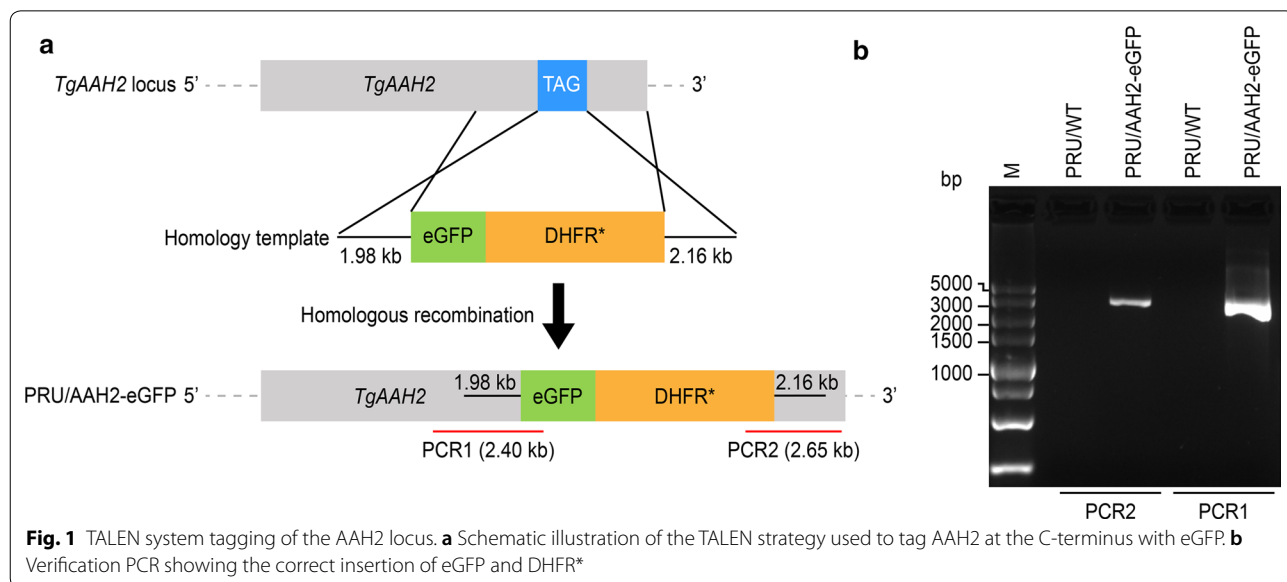 a
TgAAH2 locus 5’ TgAAH2 TAG 3’
Homology template 1.98 kb eGFP DHFR* 2.16 kb
Homologous recombination
PRU/AAH2-eGFP 5’ TgAAH2 1.98 kb eGFP DHFR* 2.16 kb 3’
PCR1 (2.40 kb) PCR2 (2.65 kb)
b
bp M PRU/WT PRU/AAH2-eGFP PRU/WT PRU/AAH2-eGFP
5000
3000
2000
1500
1000
PCR2 PCR1
Fig. 1 TALEN system tagging of the AAH2 locus. a Schematic illustration of the TALEN strategy used to tag AAH2 at the C-terminus with eGFP. b
Verification PCR showing the correct insertion of eGFP and DHFR*